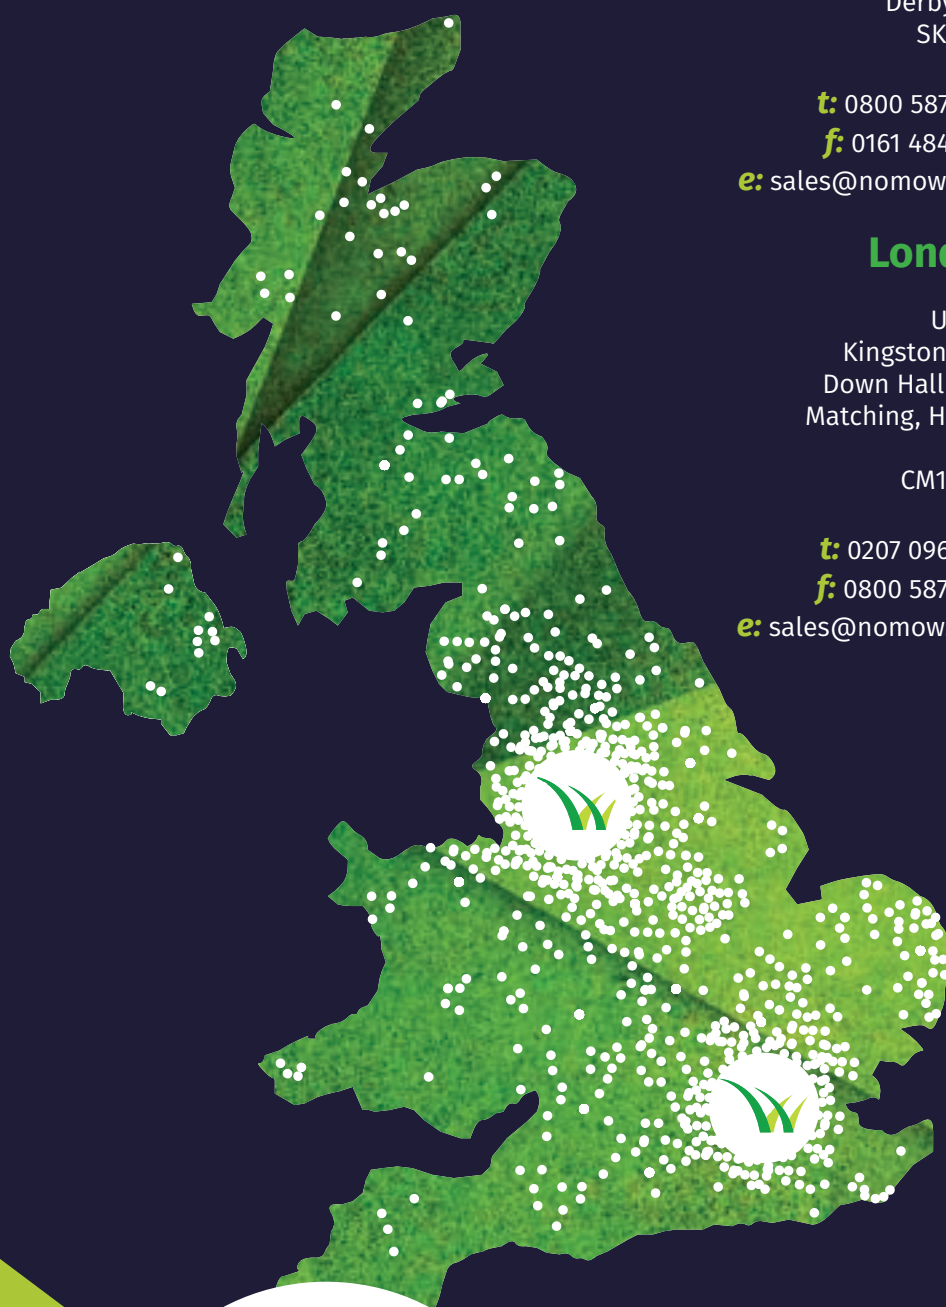 Derby
SK
t: 0800 587
f: 0161 484
e: sales@nomow
Lond
U
Kingston
Down Hall
Matching, H
CM1
t: 0207 096
f: 0800 587
e: sales@nomow